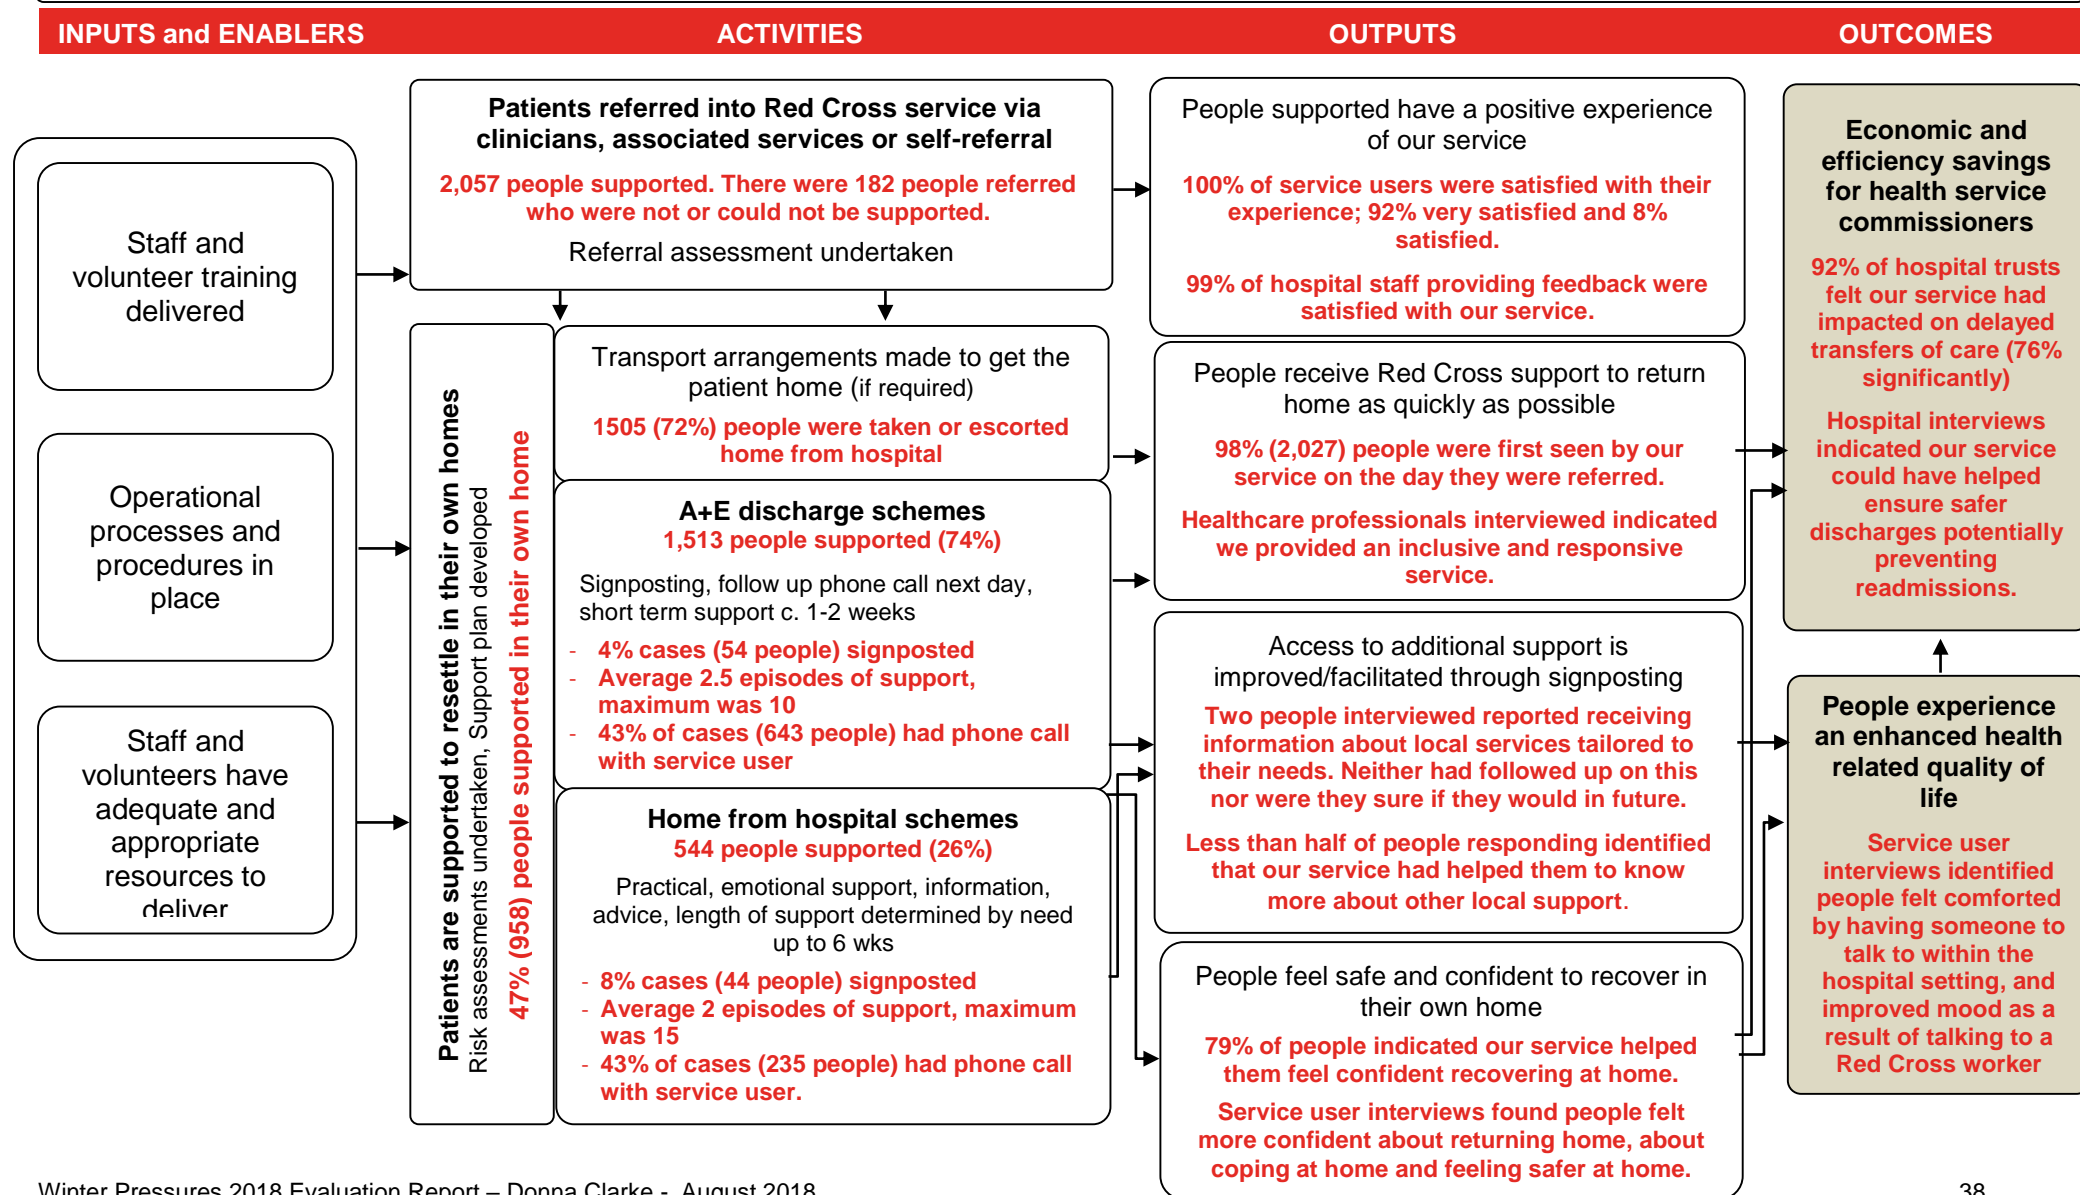 INPUTS and ENABLERS
ACTIVITIES
OUTPUTS
OUTCOMES
Staff and
volunteer training
delivered
Operational
processes and
procedures in
place
Staff and
volunteers have
adequate and
appropriate
resources to
deliver
Patients referred into Red Cross service via
clinicians, associated services or self-referral
2,057 people supported. There were 182 people referred
who were not or could not be supported.
Referral assessment undertaken
Patients are supported to resettle in their own homes
Risk assessments undertaken, Support plan developed
47% (958) people supported in their own home
Transport arrangements made to get the
patient home (if required)
1505 (72%) people were taken or escorted
home from hospital
A+E discharge schemes
1,513 people supported (74%)
Signposting, follow up phone call next day,
short term support c. 1-2 weeks
- 4% cases (54 people) signposted
- Average 2.5 episodes of support,
maximum was 10
- 43% of cases (643 people) had phone call
with service user
Home from hospital schemes
544 people supported (26%)
Practical, emotional support, information,
advice, length of support determined by need
up to 6 wks
- 8% cases (44 people) signposted
- Average 2 episodes of support, maximum
was 15
- 43% of cases (235 people) had phone call
with service user.
People supported have a positive experience
of our service
100% of service users were satisfied with their
experience; 92% very satisfied and 8%
satisfied.
99% of hospital staff providing feedback were
satisfied with our service.
People receive Red Cross support to return
home as quickly as possible
98% (2,027) people were first seen by our
service on the day they were referred.
Healthcare professionals interviewed indicated
we provided an inclusive and responsive
service.
Access to additional support is
improved/facilitated through signposting
Two people interviewed reported receiving
information about local services tailored to
their needs. Neither had followed up on this
nor were they sure if they would in future.
Less than half of people responding identified
that our service had helped them to know
more about other local support.
People feel safe and confident to recover in
their own home
79% of people indicated our service helped
them feel confident recovering at home.
Service user interviews found people felt
more confident about returning home, about
coping at home and feeling safer at home.
Economic and
efficiency savings
for health service
commissioners
92% of hospital trusts
felt our service had
impacted on delayed
transfers of care (76%
significantly)
Hospital interviews
indicated our service
could have helped
ensure safer
discharges potentially
preventing
readmissions.
People experience
an enhanced health
related quality of
life
Service user
interviews identified
people felt comforted
by having someone to
talk to within the
hospital setting, and
improved mood as a
result of talking to a
Red Cross worker
Winter Pressures 2018 Evaluation Report – Donna Clarke - August 2018
38